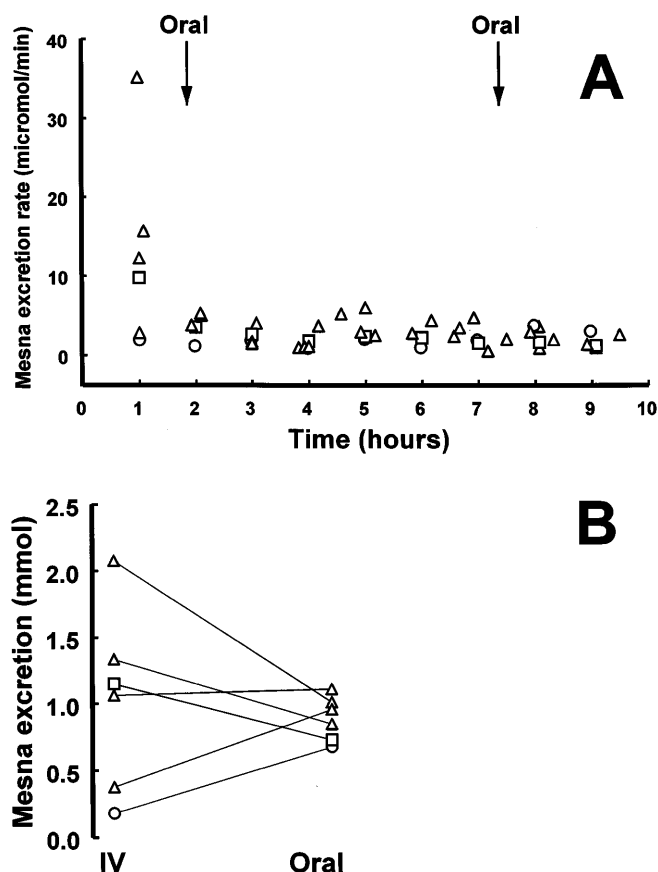 Oral Oral
A
Mesna excretion rate (micromol/min)
40
30
20
10
0
0 1 2 3 4 5 6 7 8 9 10
Time (hours)
B
Mesna excretion (mmol)
2.5
2.0
1.5
1.0
0.5
0.0
IV Oral